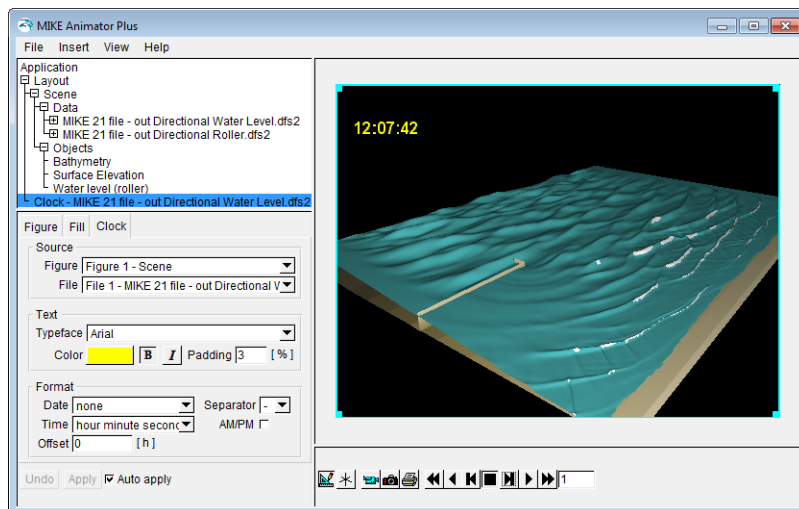 MIKE Animator Plus
File Insert View Help
Application
Layout
Scene
Data
MIKE 21 file - out Directional Water Level.dfs2
MIKE 21 file - out Directional Roller.dfs2
Objects
Bathymetry
Surface Elevation
Water level (roller)
Clock - MIKE 21 file - out Directional Water Level.dfs2
Figure Fill Clock
Source
Figure Figure 1 - Scene
File File 1 - MIKE 21 file - out Directional
Text
Typeface Arial
Color B I Padding 3 [%]
Format
Date none Separator -
Time hour minute second AM/PM
Offset 0 [h]
Undo Apply Auto apply
12:07:42
1